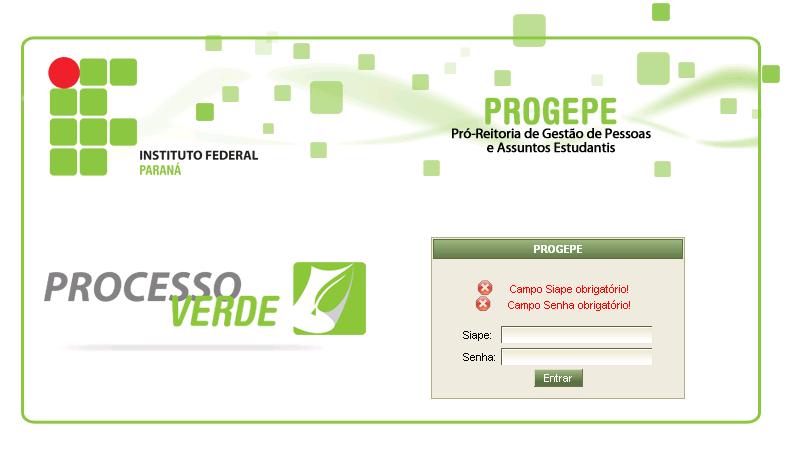 INSTITUTO FEDERAL
PARANÁ
PROGEPE
Pró-Reitoria de Gestão de Pessoas
e Assuntos Estudantis
PROCESSO
VERDE
PROGEPE
Campo Siape obrigatório!
Campo Senha obrigatório!
Siape:
Senha:
Entrar